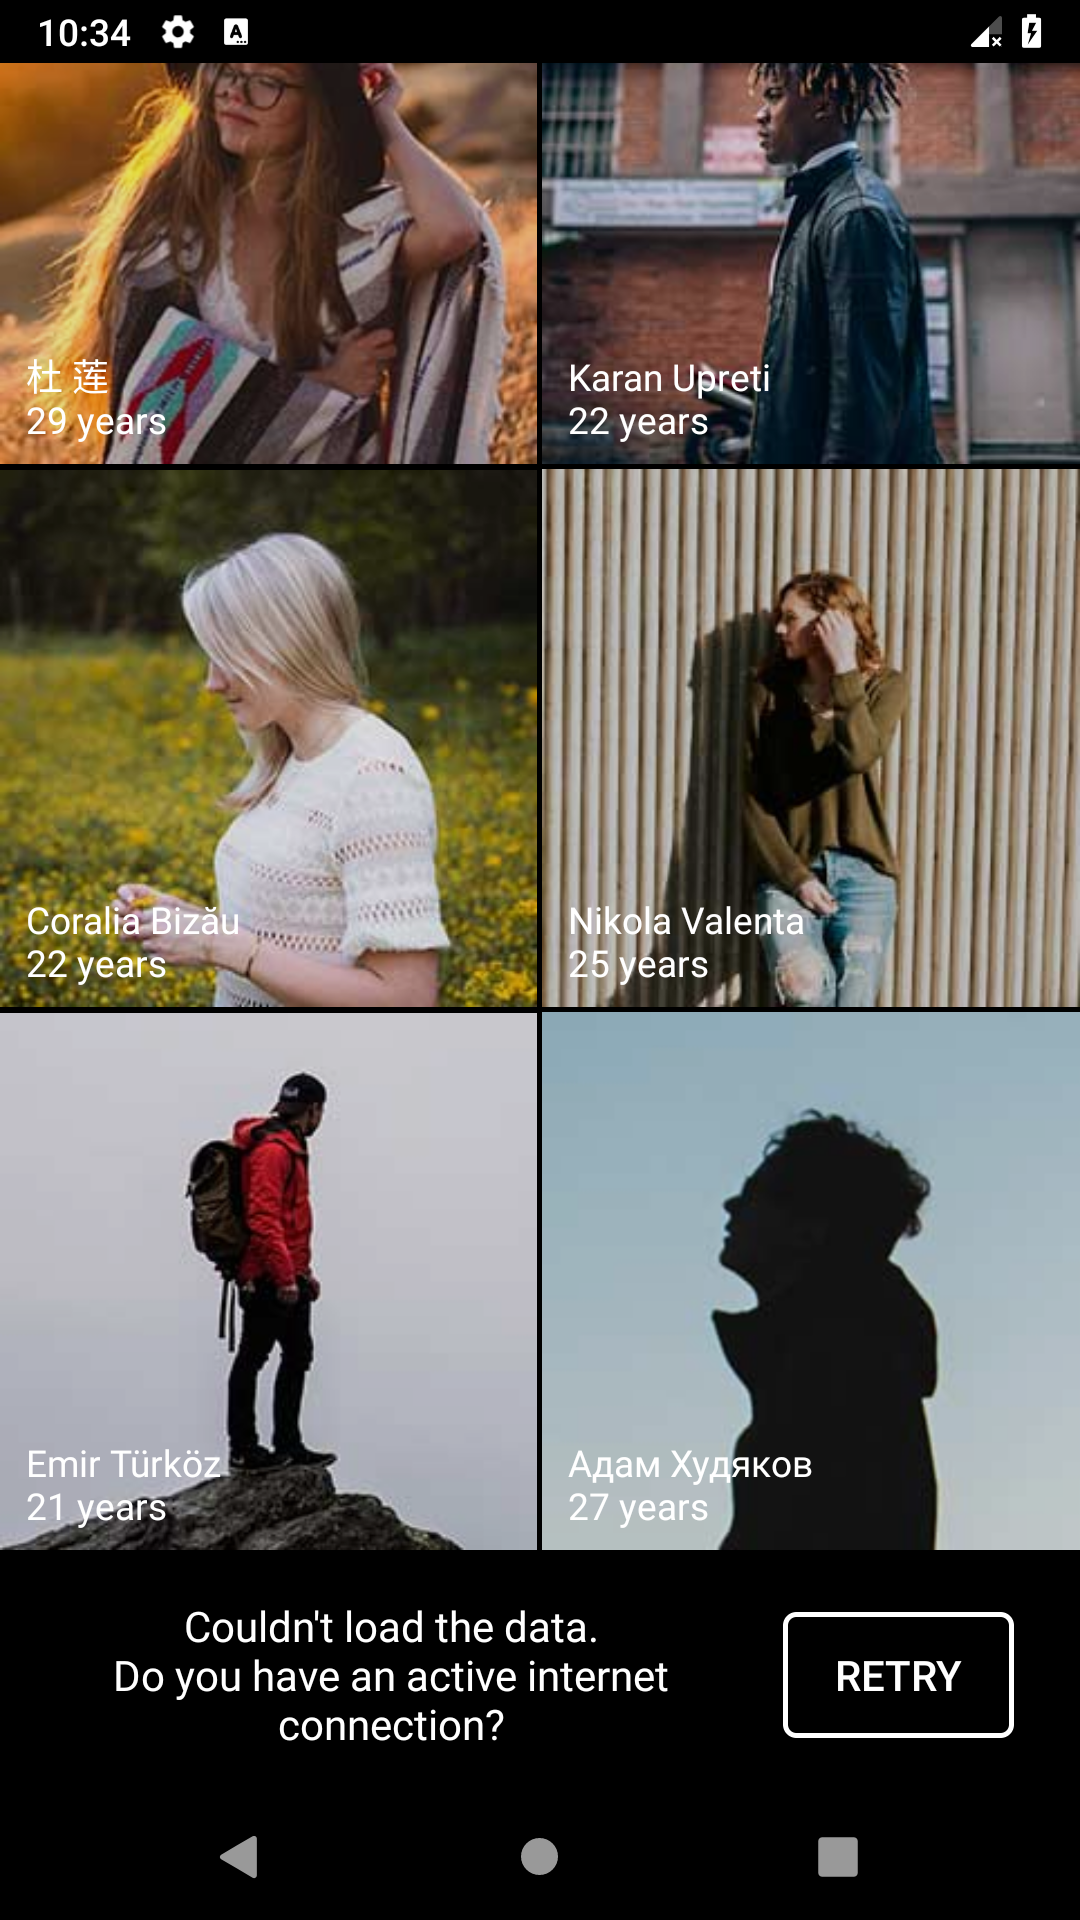 10:34
杜 莲
29 years
Karan Upreti
22 years
Coralia Bizău
22 years
Nikola Valenta
25 years
Emir Türköz
21 years
Адам Худяков
27 years
Couldn't load the data.
Do you have an active internet
connection?
RETRY